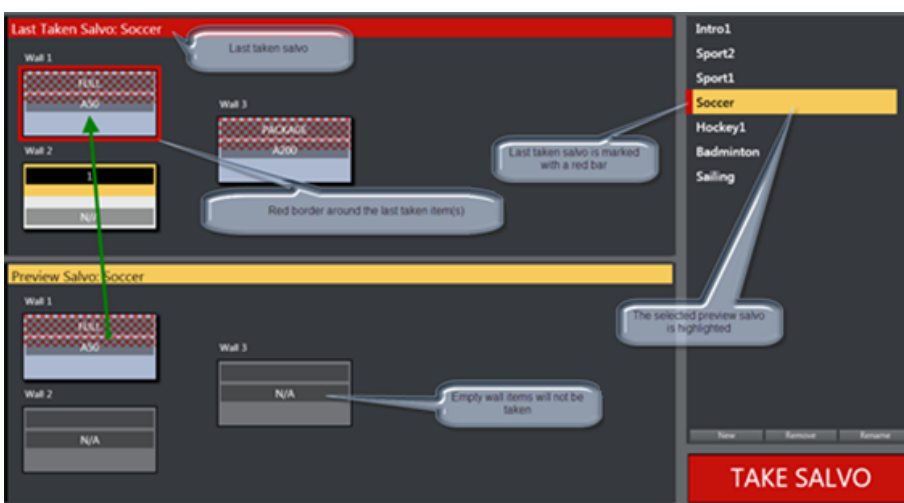 Last Taken Salvo: Soccer
Last taken salvo
Wall 1
FULL
A50
Wall 3
PACKAGE
A200
Wall 2
1
N/A
Red border around the last taken item(s)
Last taken salvo is marked
with a red bar
Preview Salvo: Soccer
Wall 1
FULL
A50
Wall 3
N/A
Wall 2
N/A
Empty wall items will not be
taken
Intro1
Sport2
Sport1
Soccer
Hockey1
Badminton
Sailing
The selected preview salvo
is highlighted
New
Remove
Rename
TAKE SALVO